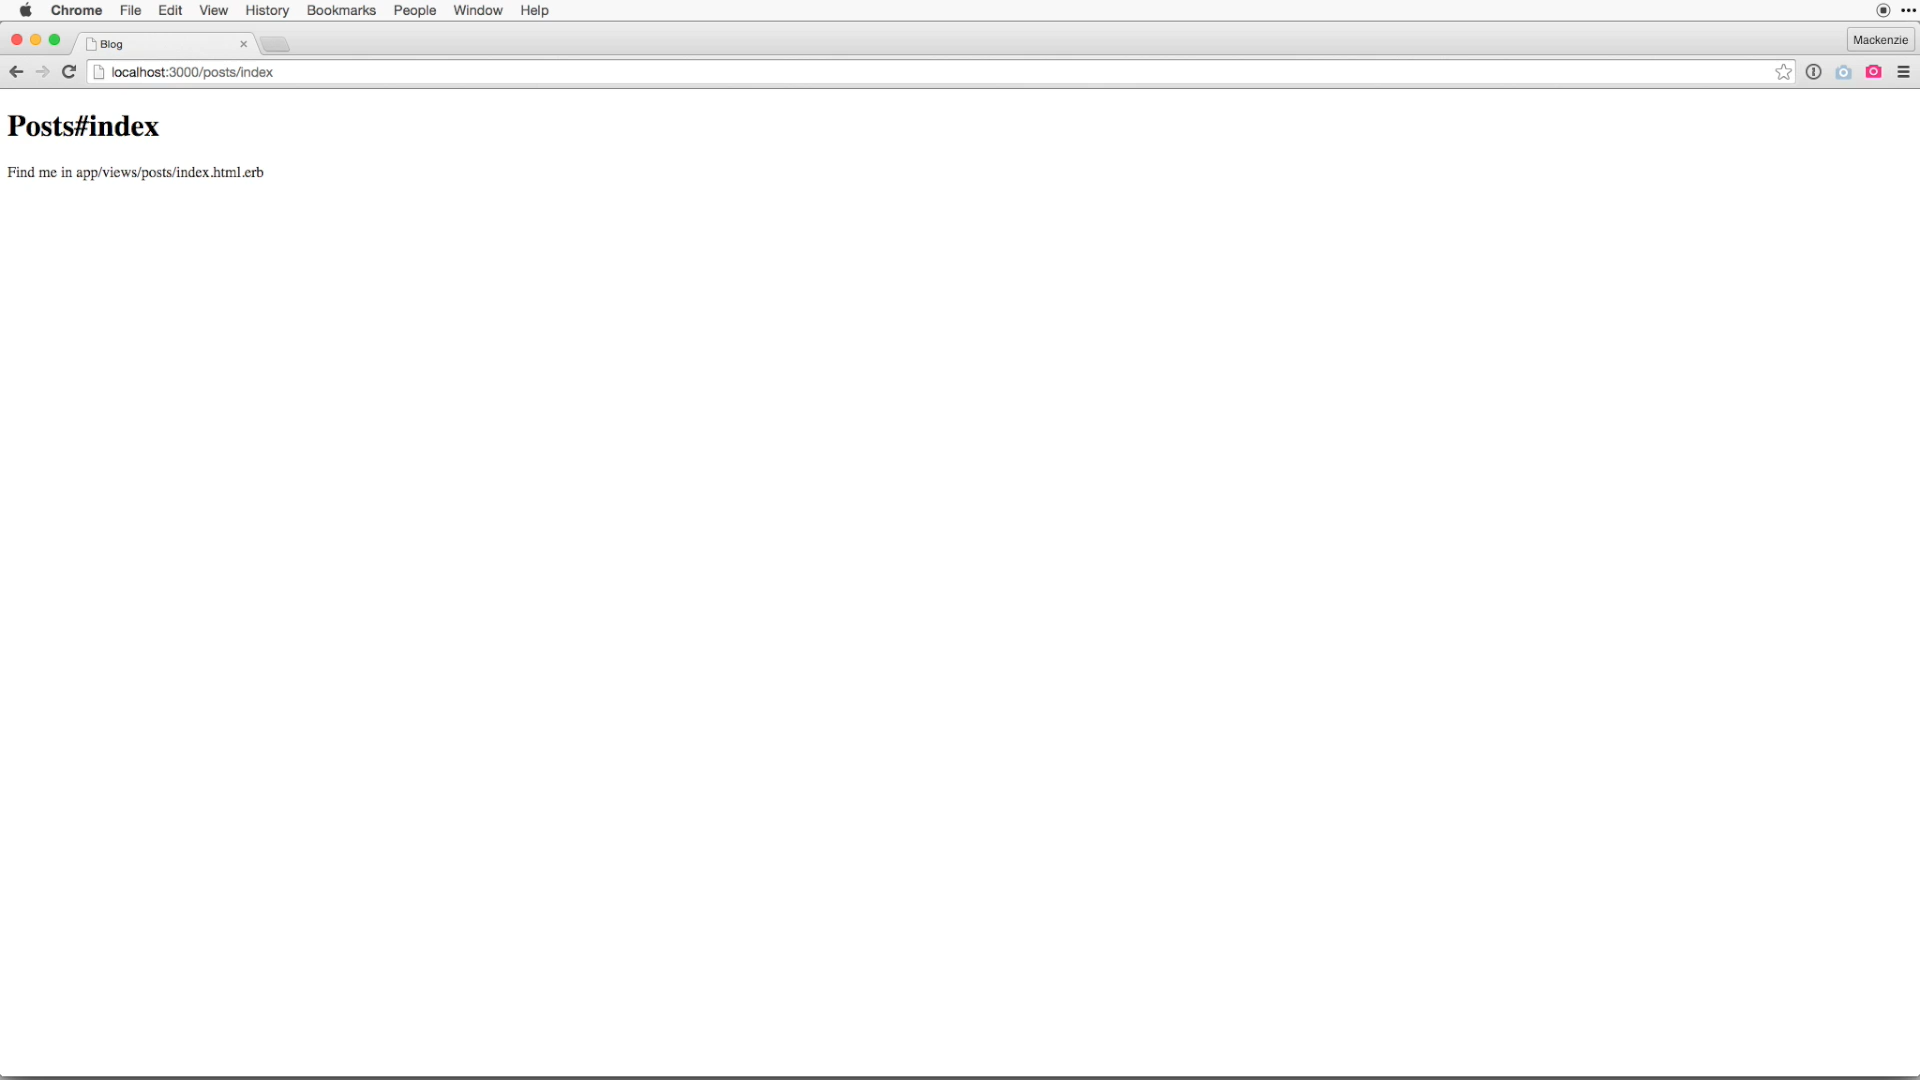 Chrome File Edit View History Bookmarks People Window Help
Blog
Mackenzie
localhost:3000/posts/index
Posts#index
Find me in app/views/posts/index.html.erb